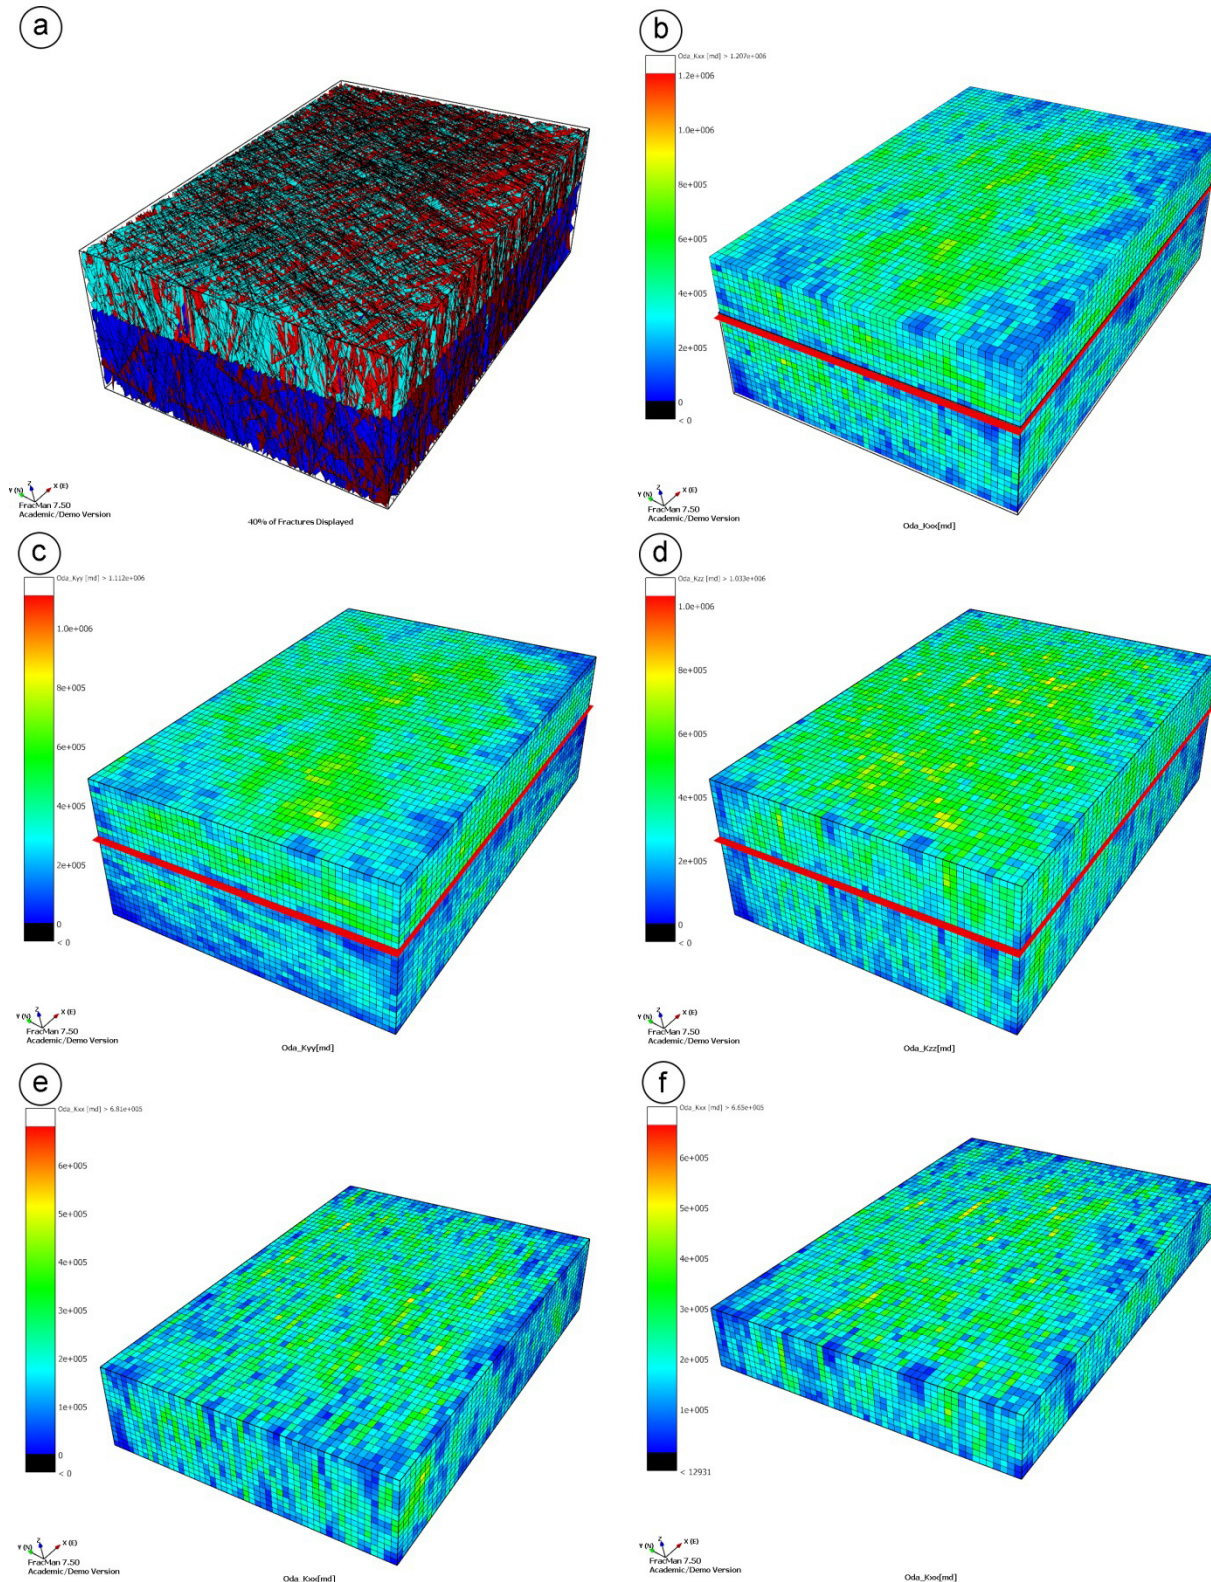 a
Y (N) Z X (E)
FracMan 7.50
Academic/Demo Version
40% of Fractures Displayed
b
Oda_Kxx [md] > 1.207e+006
1.2e+006
1.0e+006
8e+005
6e+005
4e+005
2e+005
0
< 0
Y (N) Z X (E)
FracMan 7.50
Academic/Demo Version
Oda_Kxx[md]
c
Oda_Kyy [md] > 1.112e+006
1.0e+006
8e+005
6e+005
4e+005
2e+005
0
< 0
Y (N) Z X (E)
FracMan 7.50
Academic/Demo Version
Oda_Kyy[md]
d
Oda_Kzz [md] > 1.033e+006
1.0e+006
8e+005
6e+005
4e+005
2e+005
0
< 0
Y (N) Z X (E)
FracMan 7.50
Academic/Demo Version
Oda_Kzz[md]
e
Oda_Kxx [md] > 6.81e+005
6e+005
5e+005
4e+005
3e+005
2e+005
1e+005
0
< 0
Y (N) Z X (E)
FracMan 7.50
Academic/Demo Version
Oda_Kxx[md]
f
Oda_Kxx [md] > 6.65e+005
6e+005
5e+005
4e+005
3e+005
2e+005
1e+005
< 12931
Y (N) Z X (E)
FracMan 7.50
Academic/Demo Version
Oda_Kxx[md]